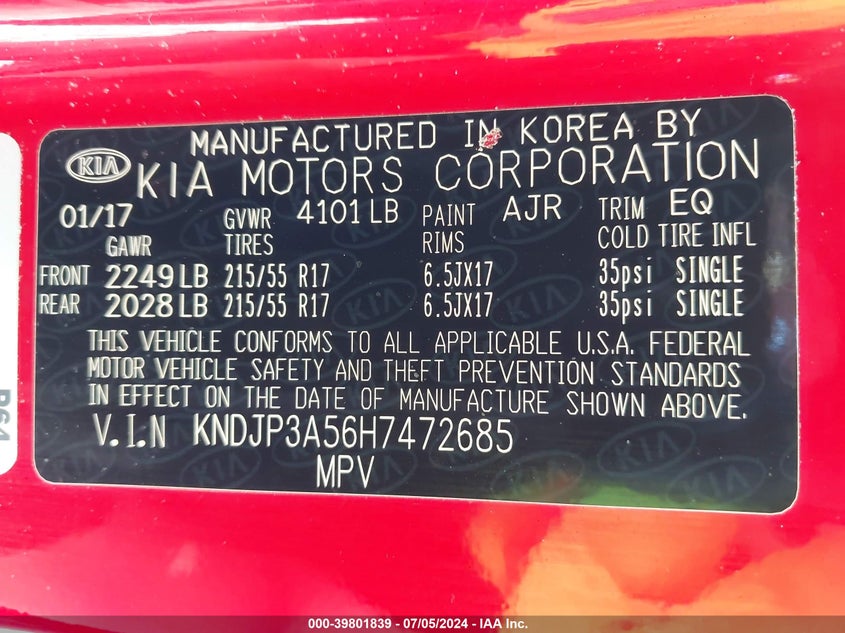 MANUFACTURED IN KOREA BY
KIA KIA MOTORS CORPORATION
01/17 GVWR 4101 LB PAINT AJR TRIM EQ
GAWR TIRES RIMS COLD TIRE INFL
FRONT 2249 LB 215/55 R17 6.5JX17 35psi SINGLE
REAR 2028 LB 215/55 R17 6.5JX17 35psi SINGLE
THIS VEHICLE CONFORMS TO ALL APPLICABLE U.S.A. FEDERAL
MOTOR VEHICLE SAFETY AND THEFT PREVENTION STANDARDS
IN EFFECT ON THE DATE OF MANUFACTURE SHOWN ABOVE.
V.I.N KNDJP3A56H7472685
MPV
000-39801839 - 07/05/2024 - IAA Inc.